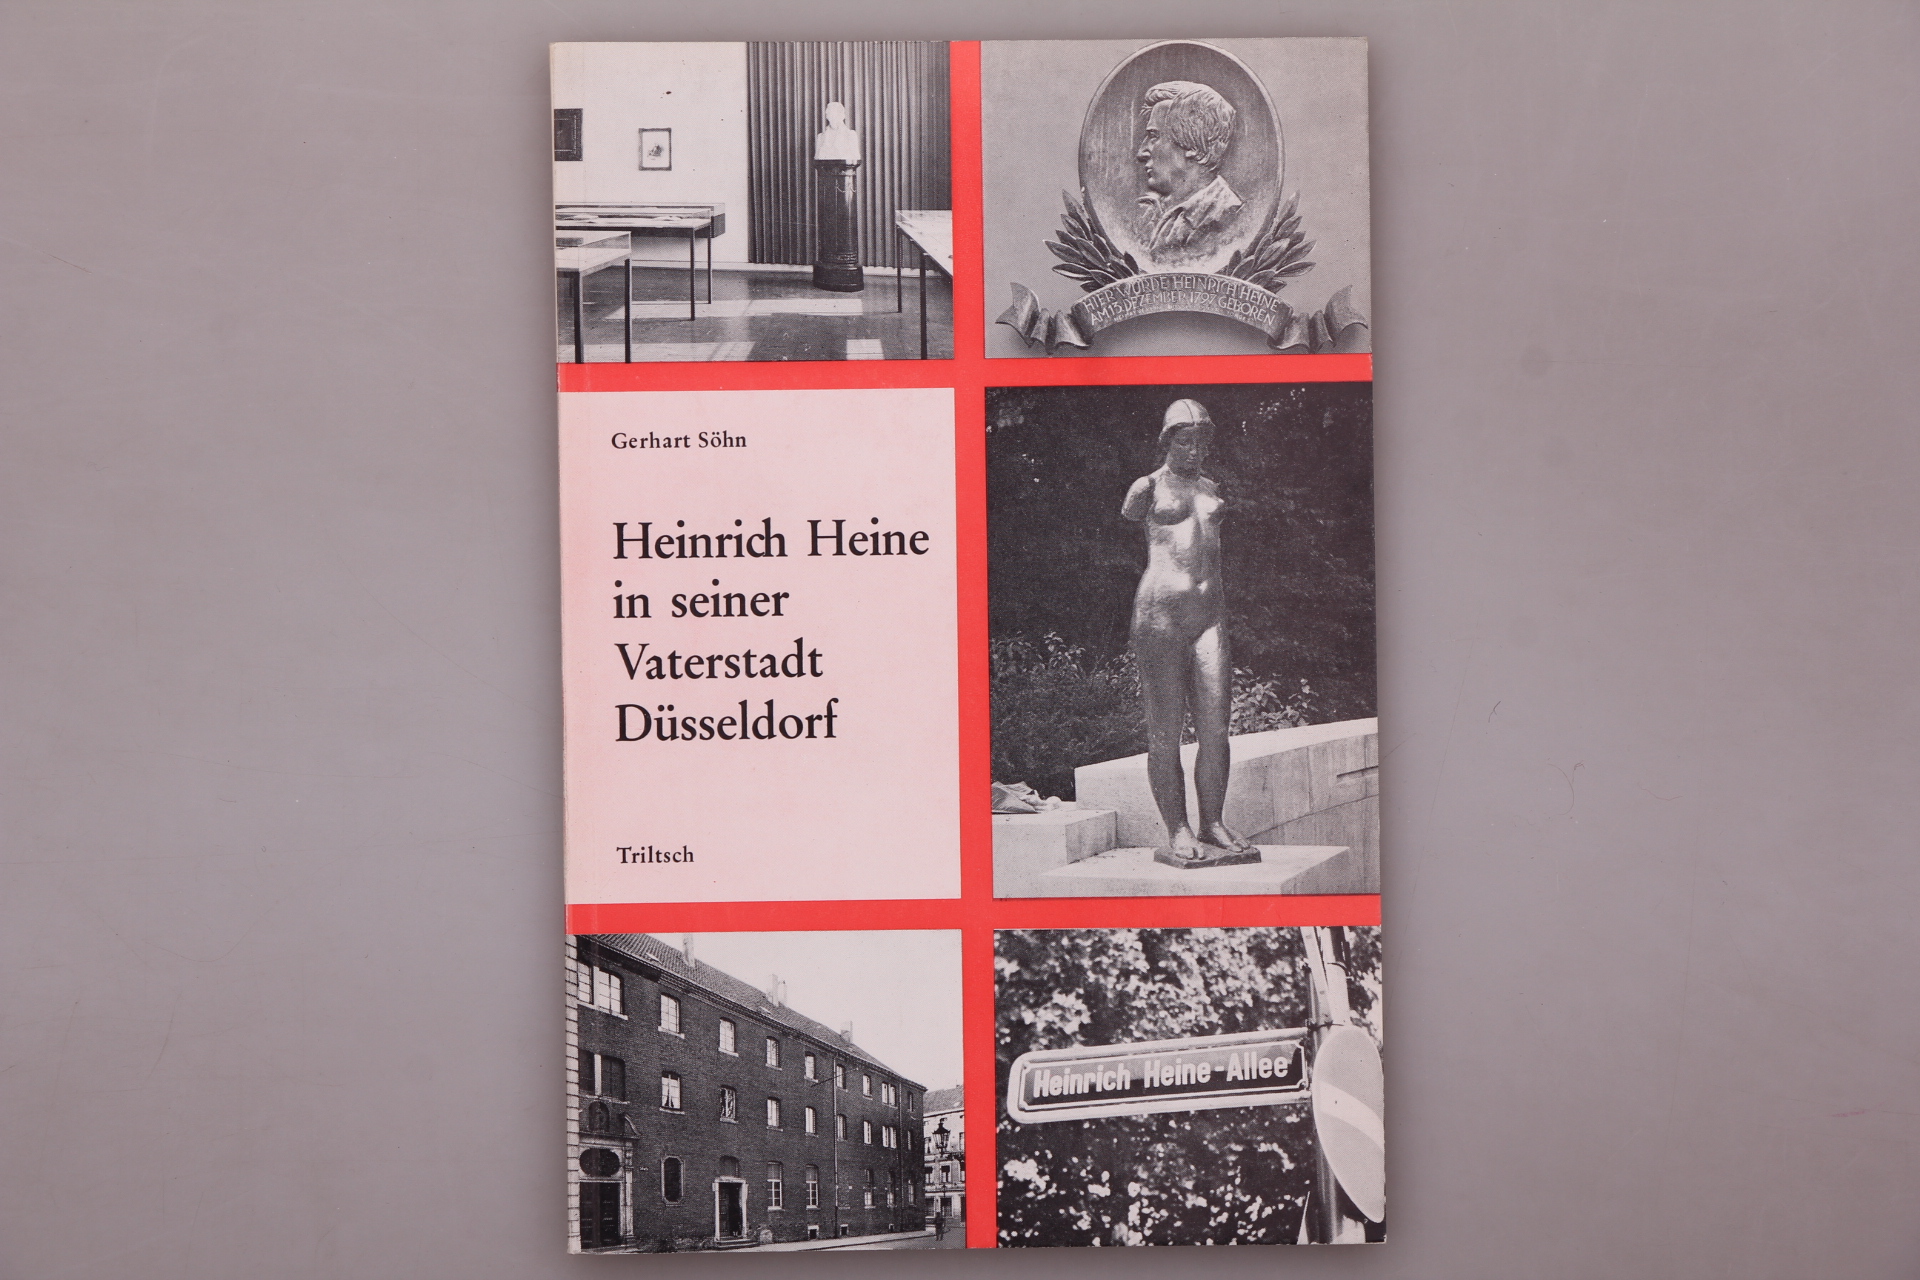 HIER WURDE HEINRICH HEINE
AM 13. DEZEMBER 1797 GEBOREN
Gerhart Söhn
Heinrich Heine
in seiner
Vaterstadt
Düsseldorf
Triltsch
Heinrich Heine-Allee